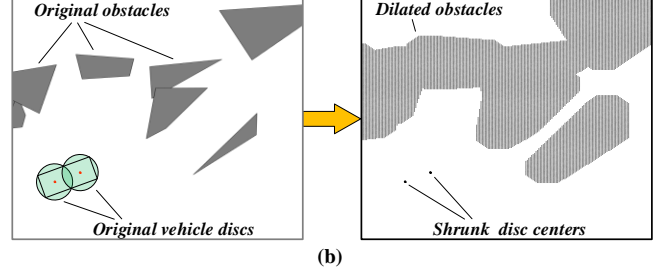 Original obstacles
Dilated obstacles
Original vehicle discs
Shrunk disc centers
(b)